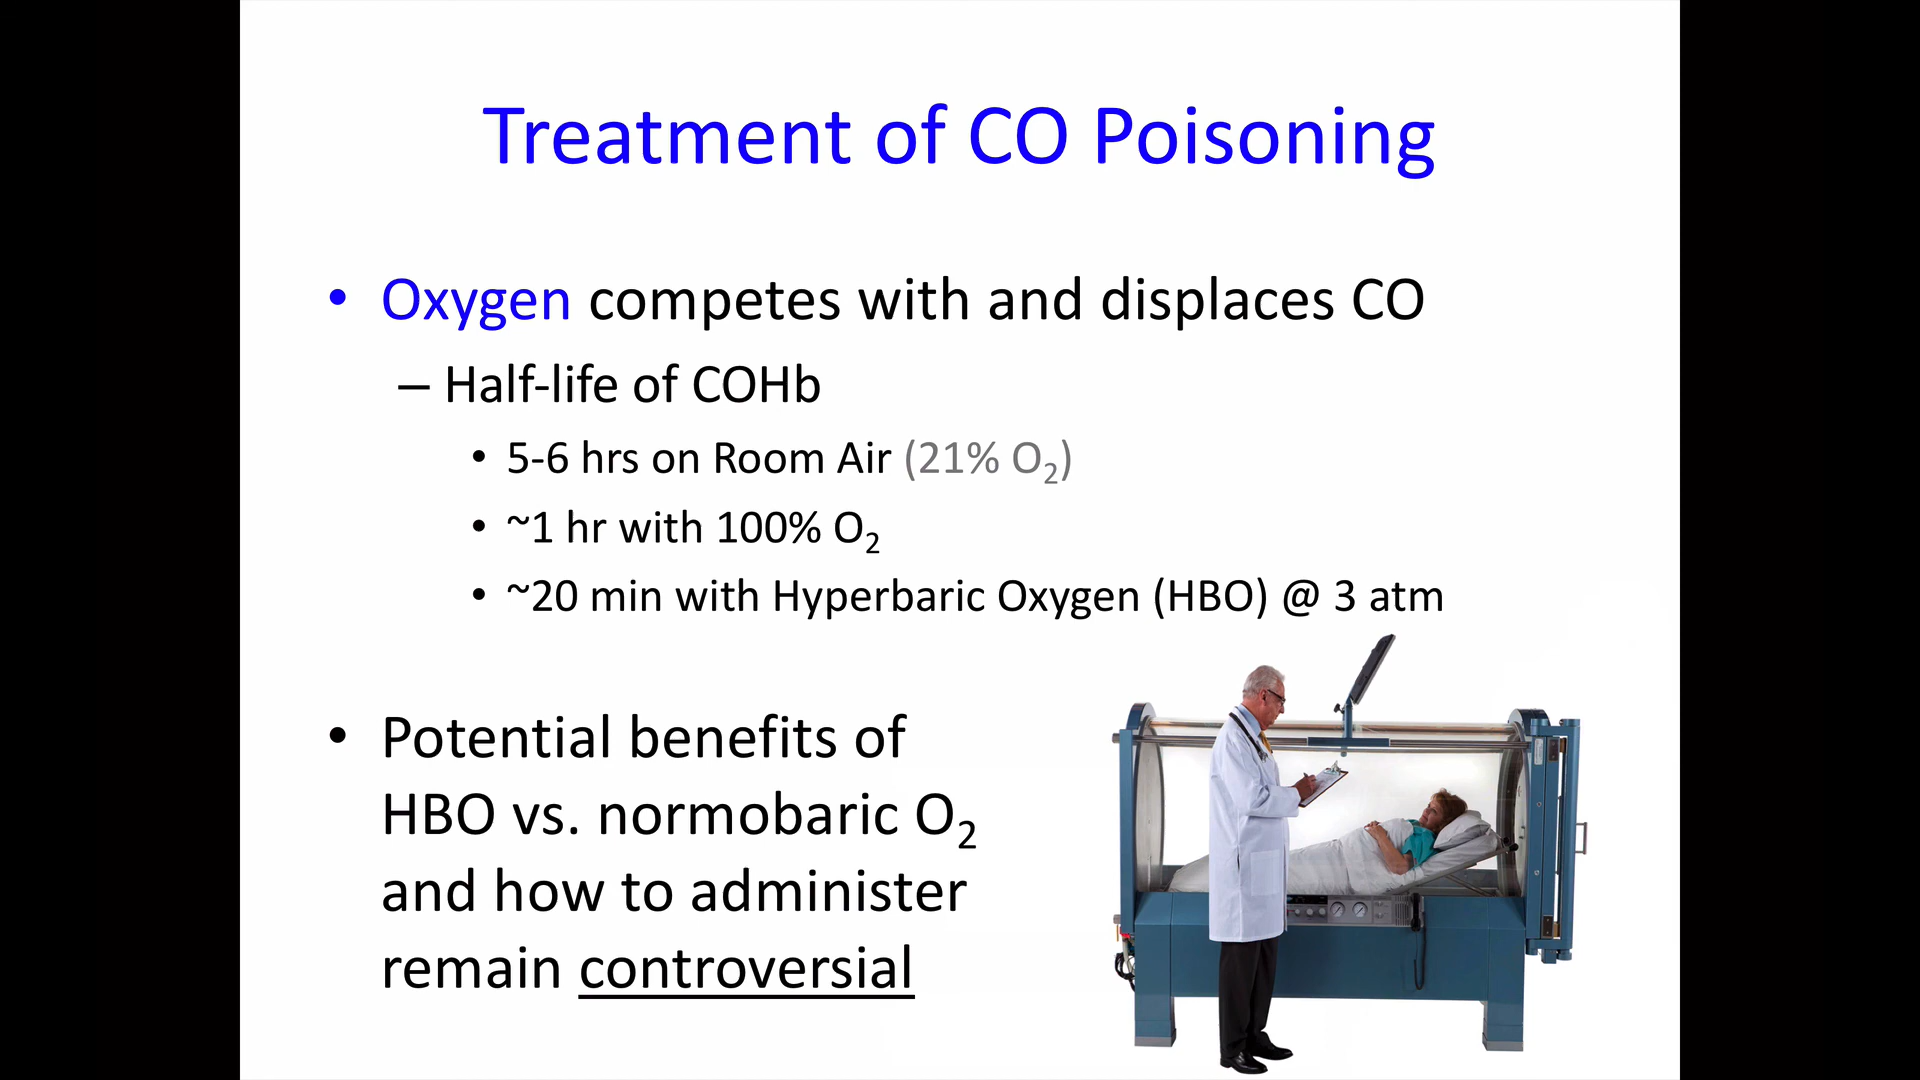 Treatment of CO Poisoning
• Oxygen competes with and displaces CO
– Half-life of COHb
• 5-6 hrs on Room Air (21% O₂)
• ~1 hr with 100% O₂
• ~20 min with Hyperbaric Oxygen (HBO) @ 3 atm
• Potential benefits of
HBO vs. normobaric O₂
and how to administer
remain controversial